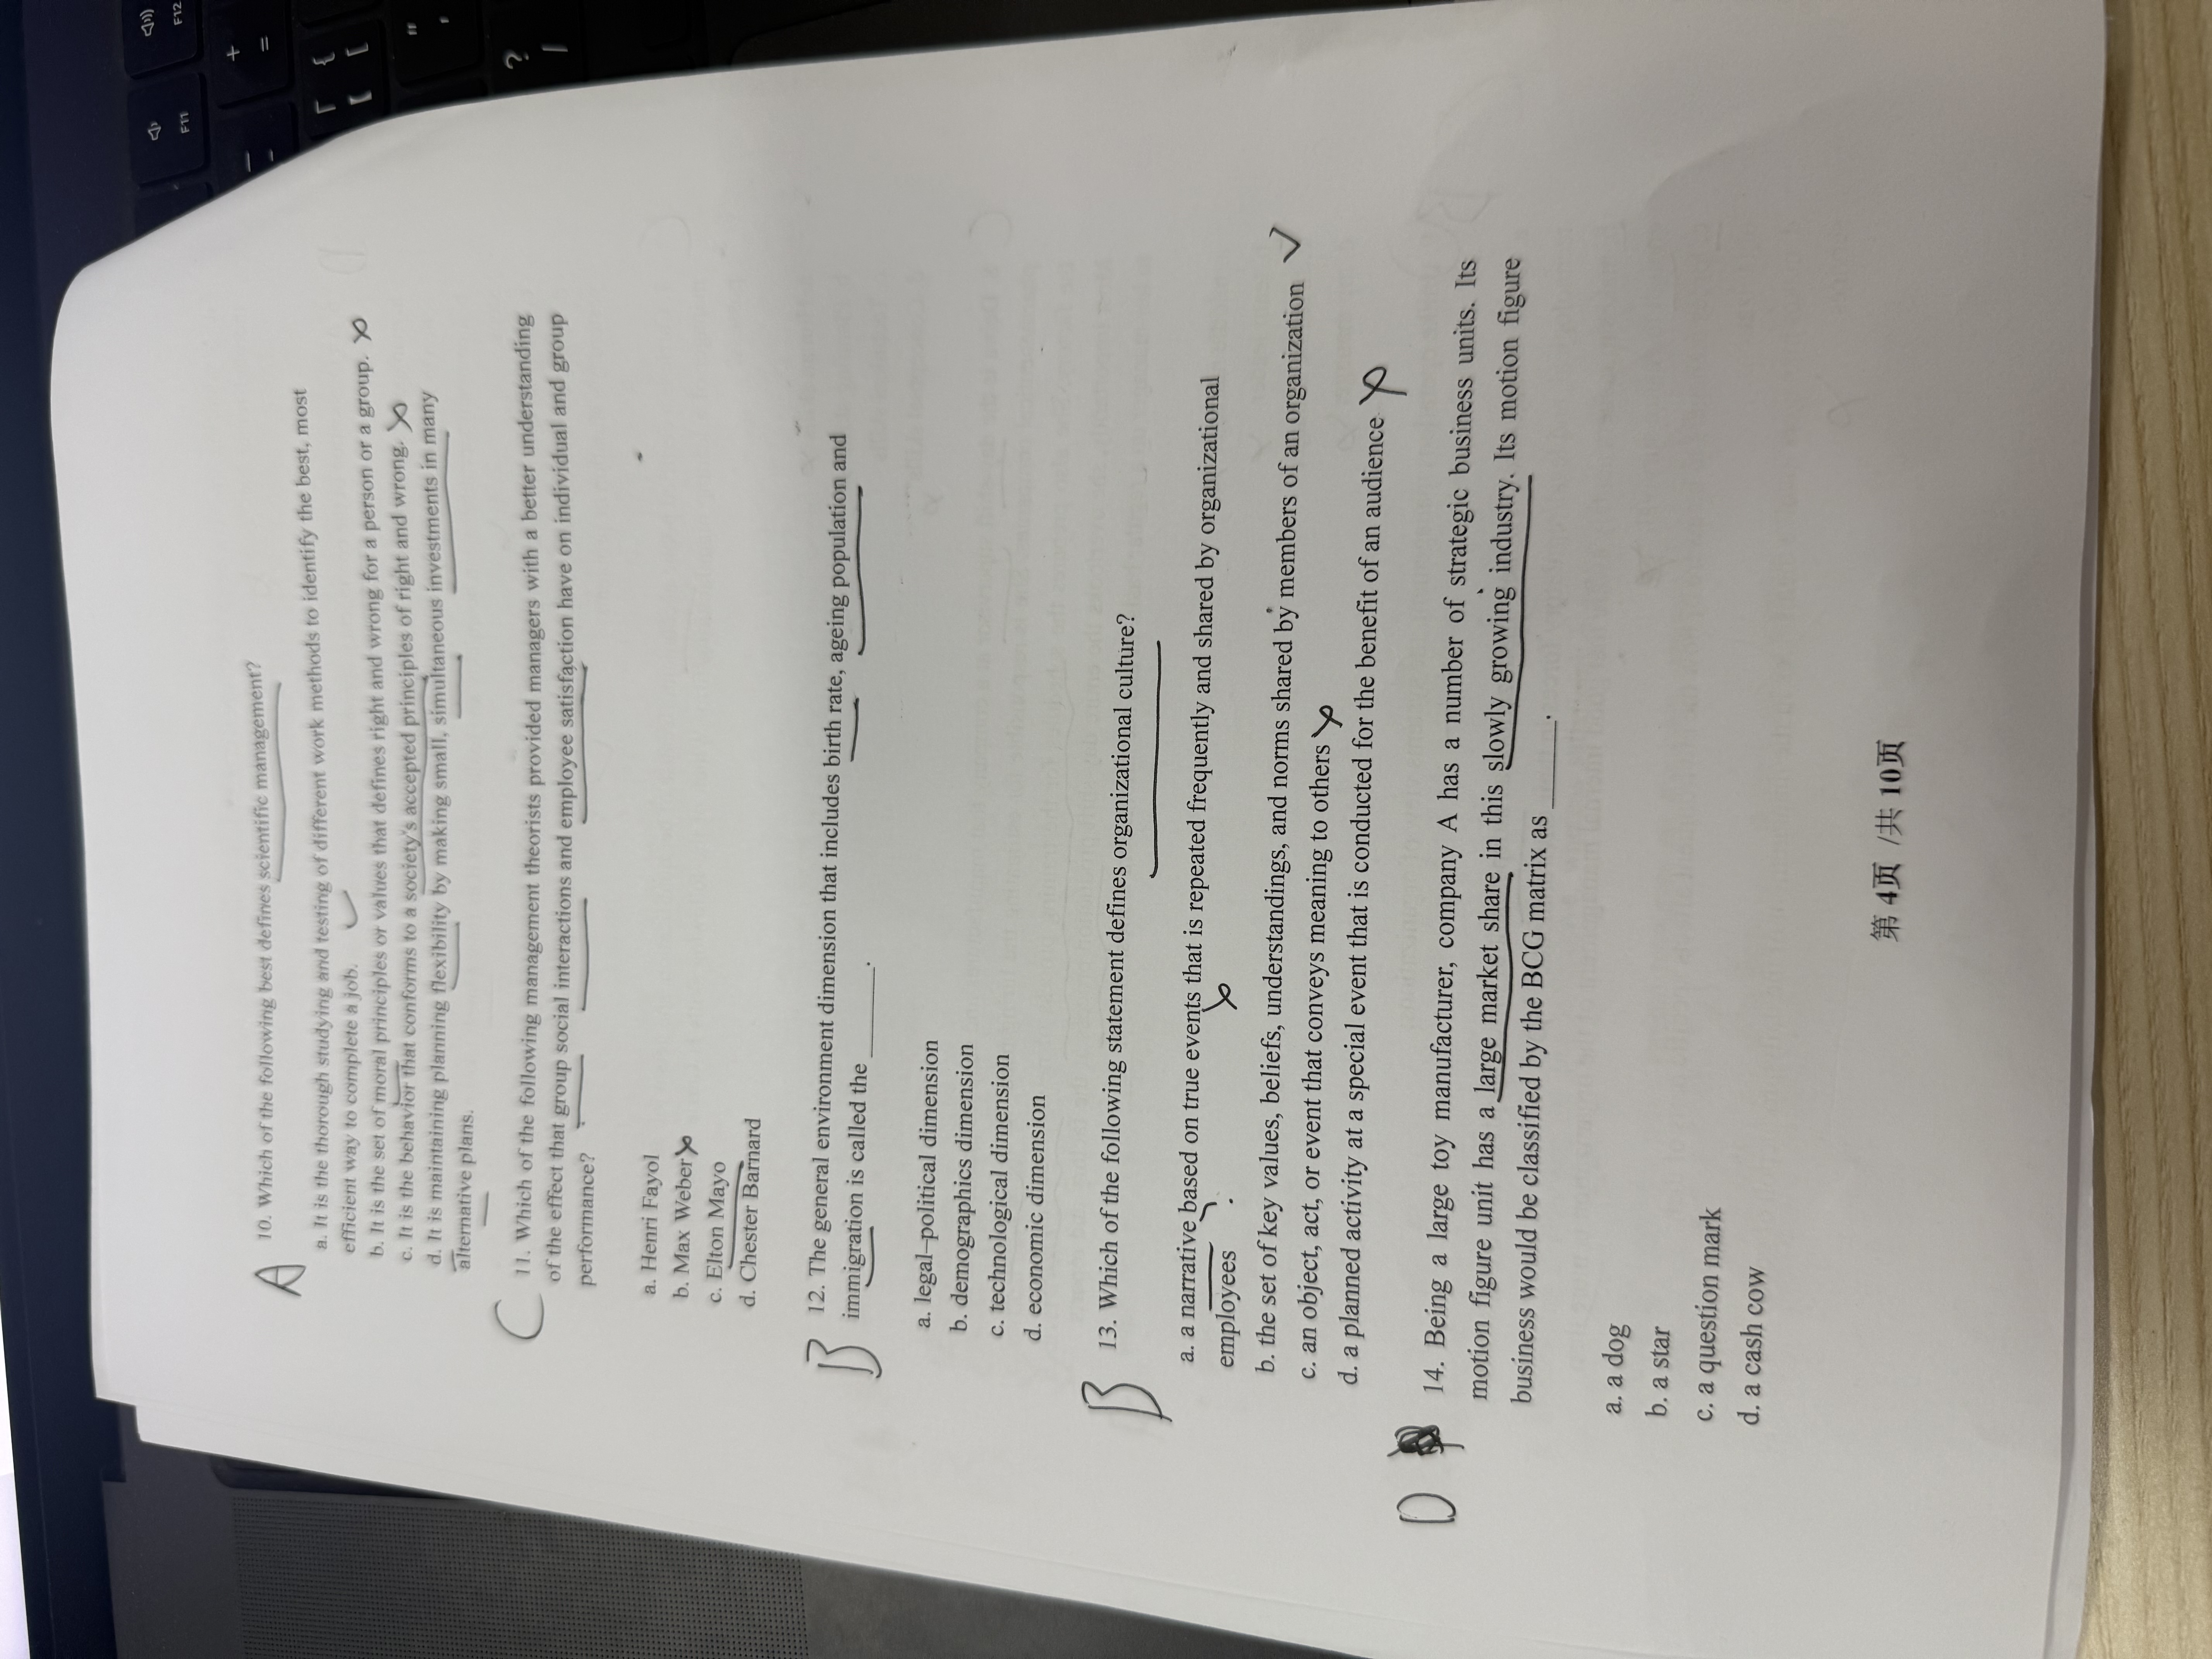 A 10. Which of the following best defines scientific management?
a. It is the thorough studying and testing of different work methods to identify the best, most
efficient way to complete a job.
b. It is the set of moral principles or values that defines right and wrong for a person or a group.
c. It is the behavior that conforms to a society's accepted principles of right and wrong.
d. It is maintaining planning flexibility by making small, simultaneous investments in many
alternative plans.
C 11. Which of the following management theorists provided managers with a better understanding
of the effect that group social interactions and employee satisfaction have on individual and group
performance?
a. Henri Fayol
b. Max Weber
c. Elton Mayo
d. Chester Barnard
B 12. The general environment dimension that includes birth rate, ageing population and
immigration is called the ________.
a. legal–political dimension
b. demographics dimension
c. technological dimension
d. economic dimension
B 13. Which of the following statement defines organizational culture?
a. a narrative based on true events that is repeated frequently and shared by organizational
employees ?
b. the set of key values, beliefs, understandings, and norms shared by members of an organization
c. an object, act, or event that conveys meaning to others
d. a planned activity at a special event that is conducted for the benefit of an audience
D 14. Being a large toy manufacturer, company A has a number of strategic business units. Its
motion figure unit has a large market share in this slowly growing industry. Its motion figure
business would be classified by the BCG matrix as ________.
a. a dog
b. a star
c. a question mark
d. a cash cow
第 4页 /共 10页
F11
F12
+
=
{
[
"
'
?
/